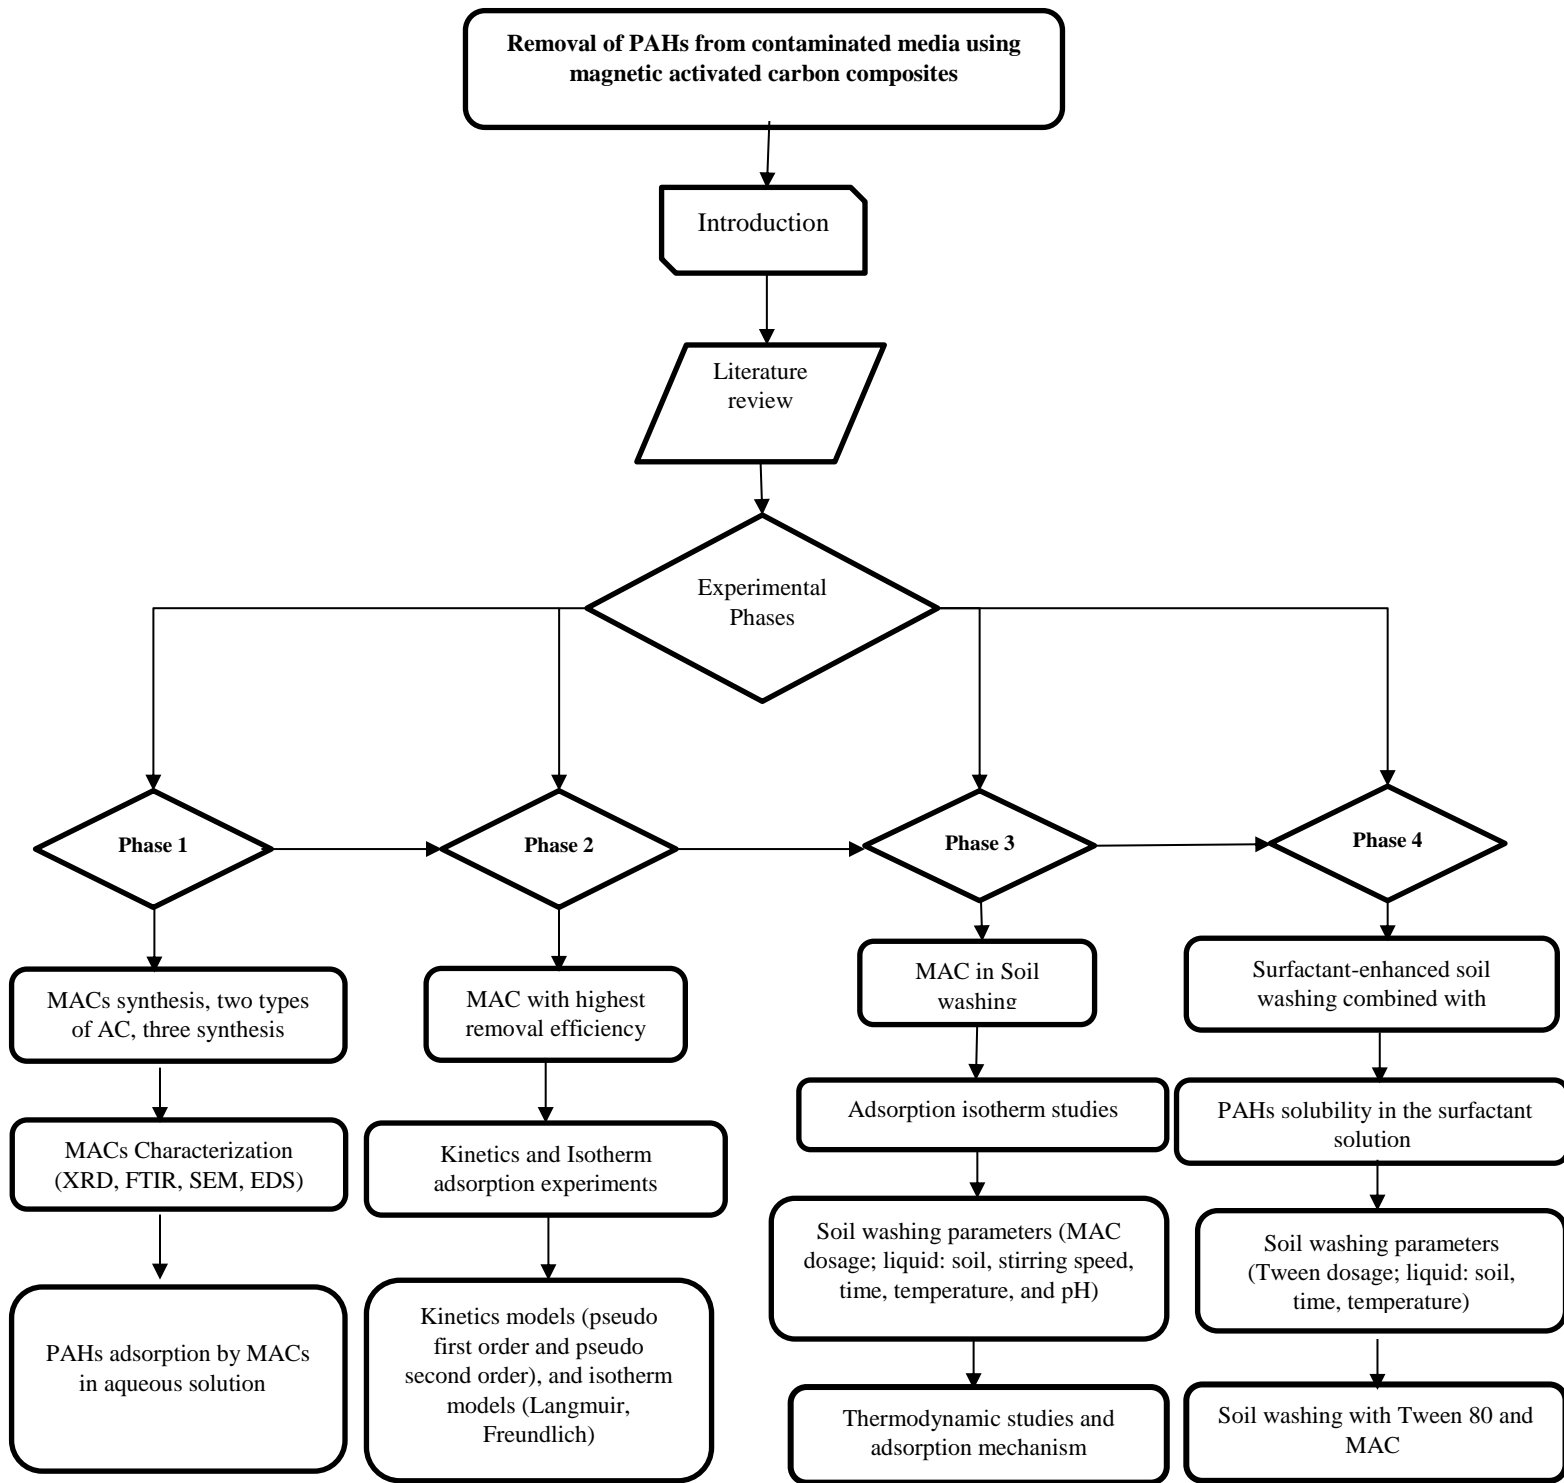 Removal of PAHs from contaminated media using
magnetic activated carbon composites
Introduction
Literature
review
Experimental
Phases
Phase 1
Phase 2
Phase 3
Phase 4
MACs synthesis, two types
of AC, three synthesis
MACs Characterization
(XRD, FTIR, SEM, EDS)
PAHs adsorption by MACs
in aqueous solution
MAC with highest
removal efficiency
Kinetics and Isotherm
adsorption experiments
Kinetics models (pseudo
first order and pseudo
second order), and isotherm
models (Langmuir,
Freundlich)
MAC in Soil
washing
Adsorption isotherm studies
Soil washing parameters (MAC
dosage; liquid: soil, stirring speed,
time, temperature, and pH)
Thermodynamic studies and
adsorption mechanism
Surfactant-enhanced soil
washing combined with
PAHs solubility in the surfactant
solution
Soil washing parameters
(Tween dosage; liquid: soil,
time, temperature)
Soil washing with Tween 80 and
MAC